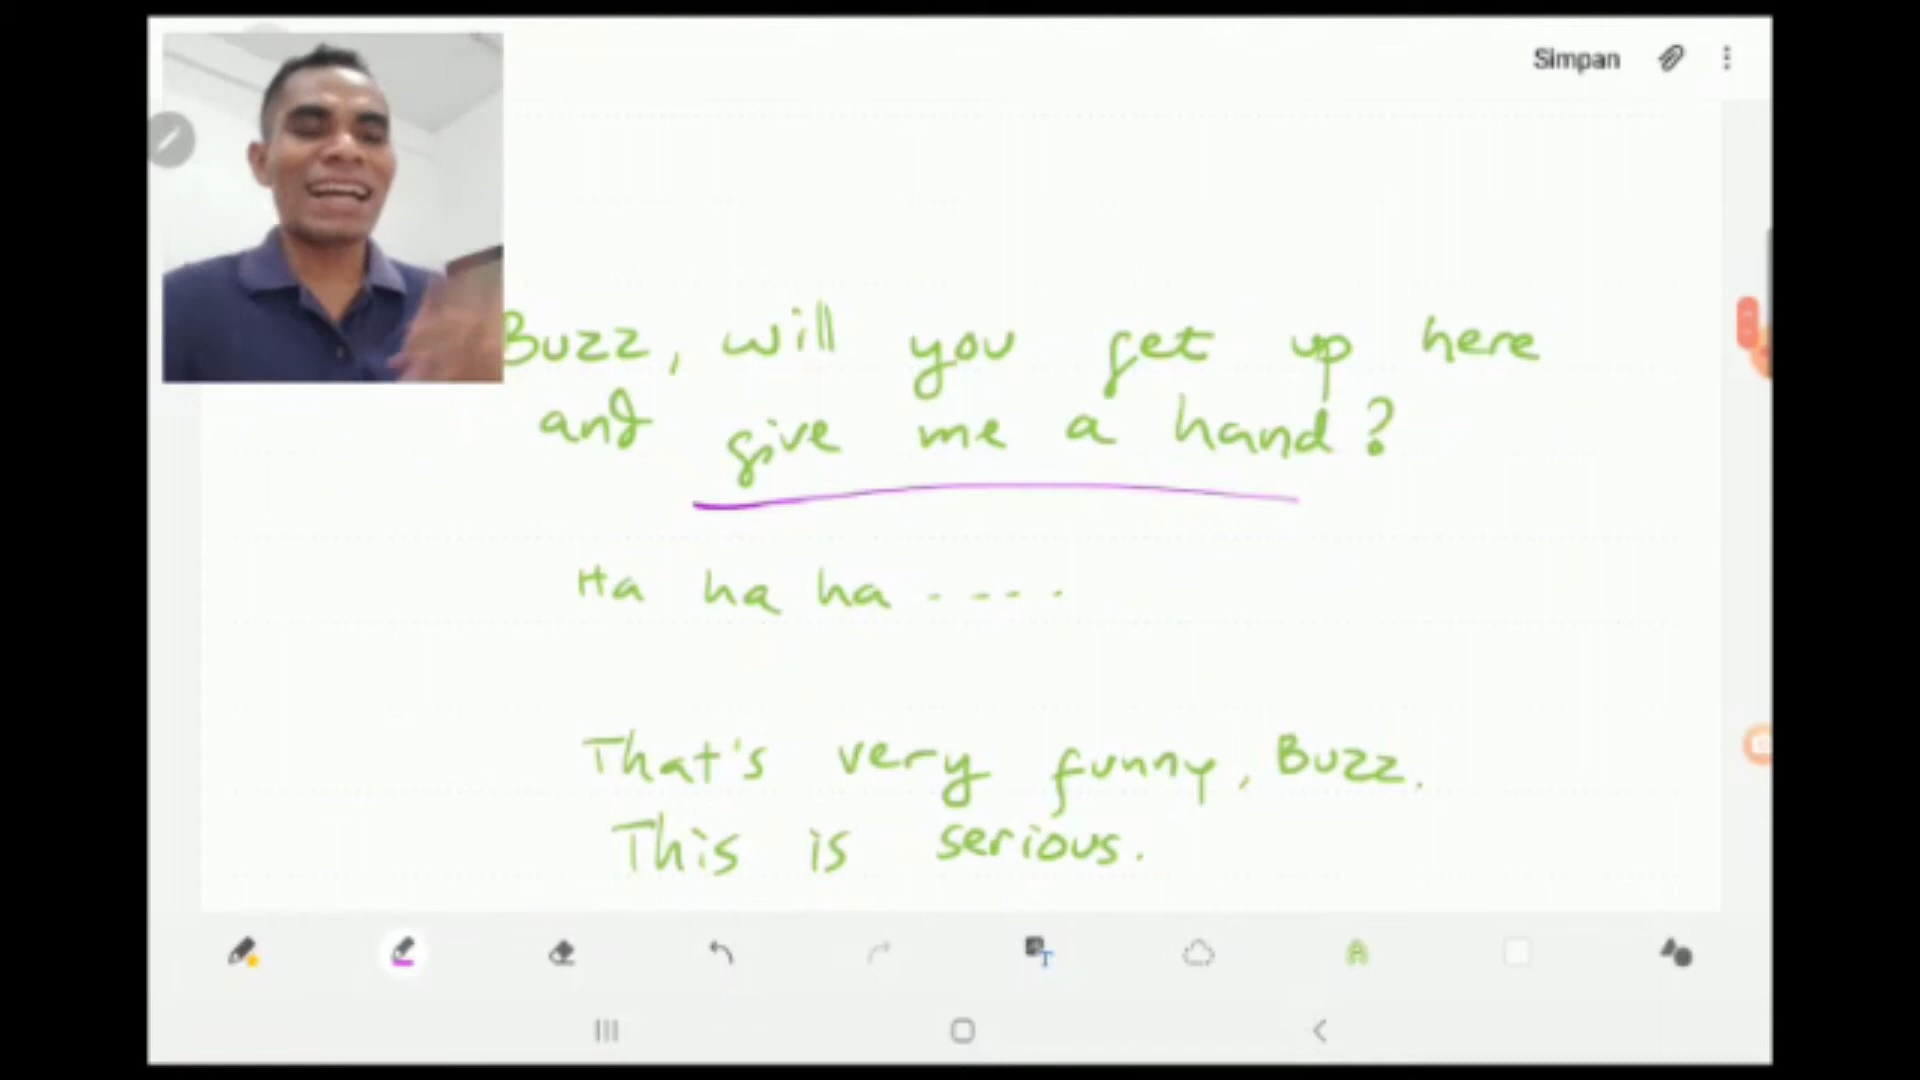 Simpan
Buzz, will you get up here
and give me a hand?
Ha ha ha ----
That's very funny, Buzz.
This is serious.